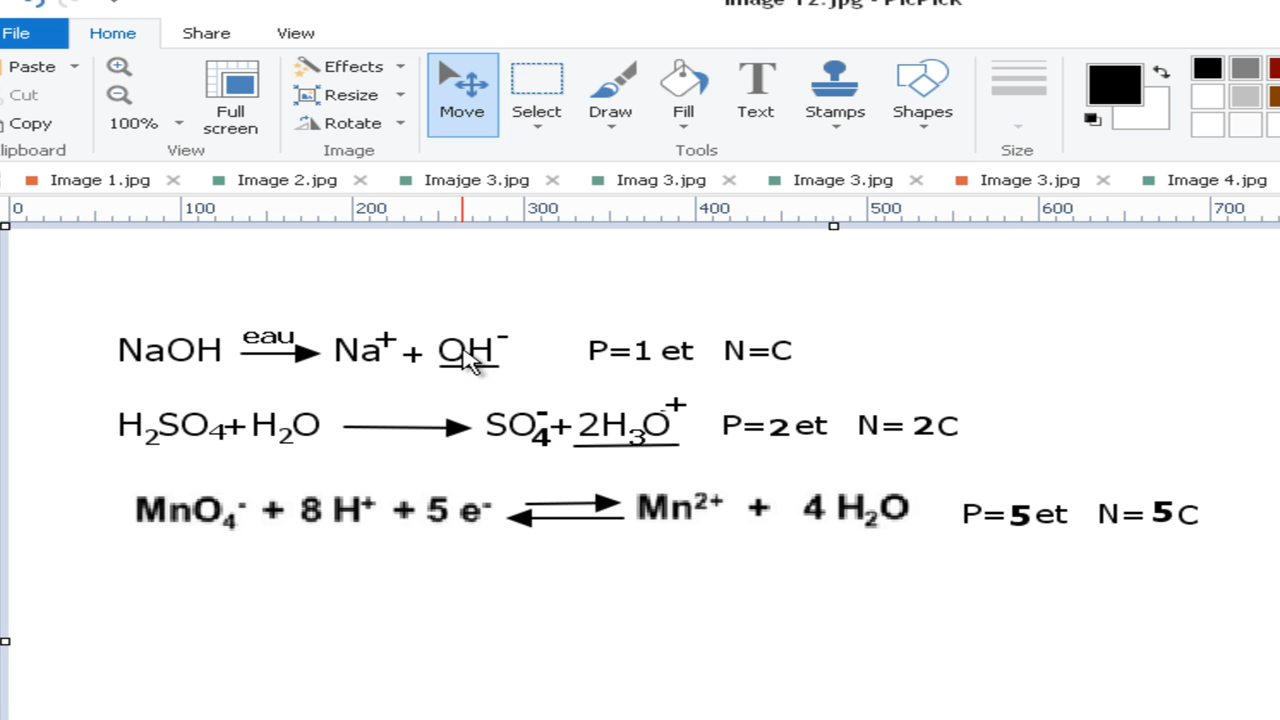 Image 12.jpg - PicPick
File Home Share View
Paste Cut Copy 100% Full screen Effects Resize Rotate Move Select Draw Fill Text Stamps Shapes
lipboard View Image Tools Size
Image 1.jpg Image 2.jpg Imajge 3.jpg Imag 3.jpg Image 3.jpg Image 3.jpg Image 4.jpg
0 100 200 300 400 500 600 700
NaOH eau → Na⁺ + OH⁻ P=1 et N=C
H₂SO₄+H₂O → SO₄⁻+2H₃O⁺ P=2 et N= 2C
MnO₄⁻ + 8 H⁺ + 5 e⁻ ⇌ Mn²⁺ + 4 H₂O P=5 et N= 5C